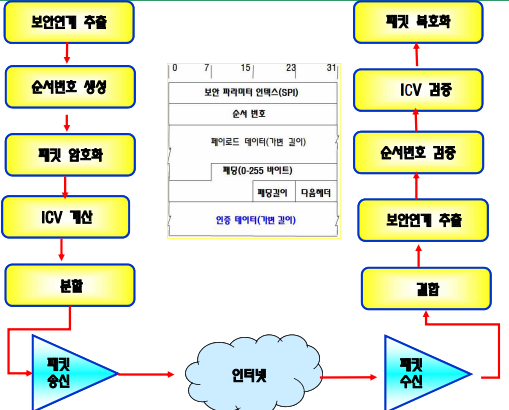 보안연계 추출
순서번호 생성
패킷 암호화
ICV 계산
분할
패킷
송신
0 7 15 23 31
보안 파라미터 인덱스(SPI)
순서 번호
페이로드 데이터(가변 길이)
패딩(0-255 바이트)
패딩길이 다음헤더
인증 데이터(가변 길이)
인터넷
패킷 복호화
ICV 검증
순서번호 검증
보안연계 추출
결합
패킷
수신